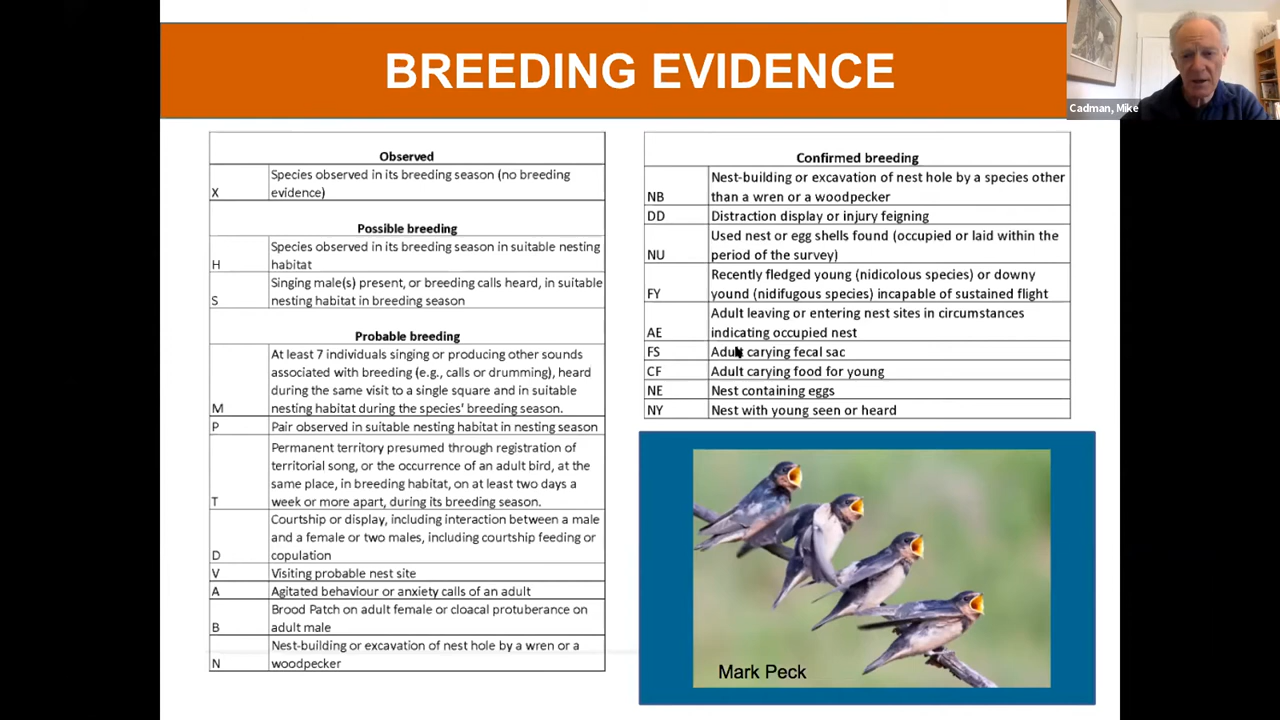 BREEDING EVIDENCE
Cadman, Mike
Observed
X
Species observed in its breeding season (no breeding
evidence)
Possible breeding
H
Species observed in its breeding season in suitable nesting
habitat
S
Singing male(s) present, or breeding calls heard, in suitable
nesting habitat in breeding season
Probable breeding
M
At least 7 individuals singing or producing other sounds
associated with breeding (e.g., calls or drumming), heard
during the same visit to a single square and in suitable
nesting habitat during the species' breeding season.
P
Pair observed in suitable nesting habitat in nesting season
T
Permanent territory presumed through registration of
territorial song, or the occurrence of an adult bird, at the
same place, in breeding habitat, on at least two days a
week or more apart, during its breeding season.
D
Courtship or display, including interaction between a male
and a female or two males, including courtship feeding or
copulation
V
Visiting probable nest site
A
Agitated behaviour or anxiety calls of an adult
B
Brood Patch on adult female or cloacal protuberance on
adult male
N
Nest-building or excavation of nest hole by a wren or a
woodpecker
Confirmed breeding
NB
Nest-building or excavation of nest hole by a species other
than a wren or a woodpecker
DD
Distraction display or injury feigning
NU
Used nest or egg shells found (occupied or laid within the
period of the survey)
FY
Recently fledged young (nidicolous species) or downy
yound (nidifugous species) incapable of sustained flight
AE
Adult leaving or entering nest sites in circumstances
indicating occupied nest
FS
Adult carying fecal sac
CF
Adult carying food for young
NE
Nest containing eggs
NY
Nest with young seen or heard
Mark Peck